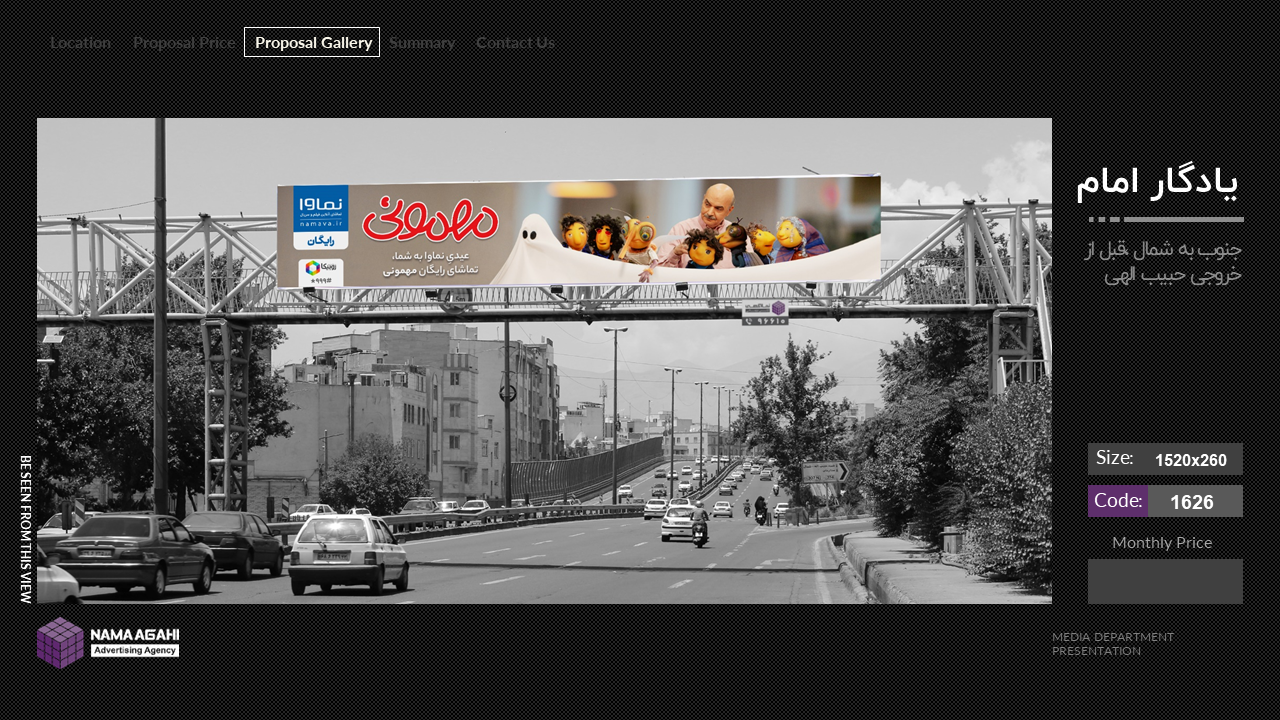 Location
Proposal Price
Proposal Gallery
Summary
Contact Us
یادگار امام
جنوب به شمال ،قبل از
خروجی حبیب الهی
نماوا
namava.ir
رایگان
روبیکا
مهمونی
عیدی نماوا به شما،
تماشای رایگان مهمونی
BE SEEN FROM THIS VIEW
Size:
1520x260
Code:
1626
Monthly Price
NAMA AGAHI
Advertising Agency
MEDIA DEPARTMENT
PRESENTATION